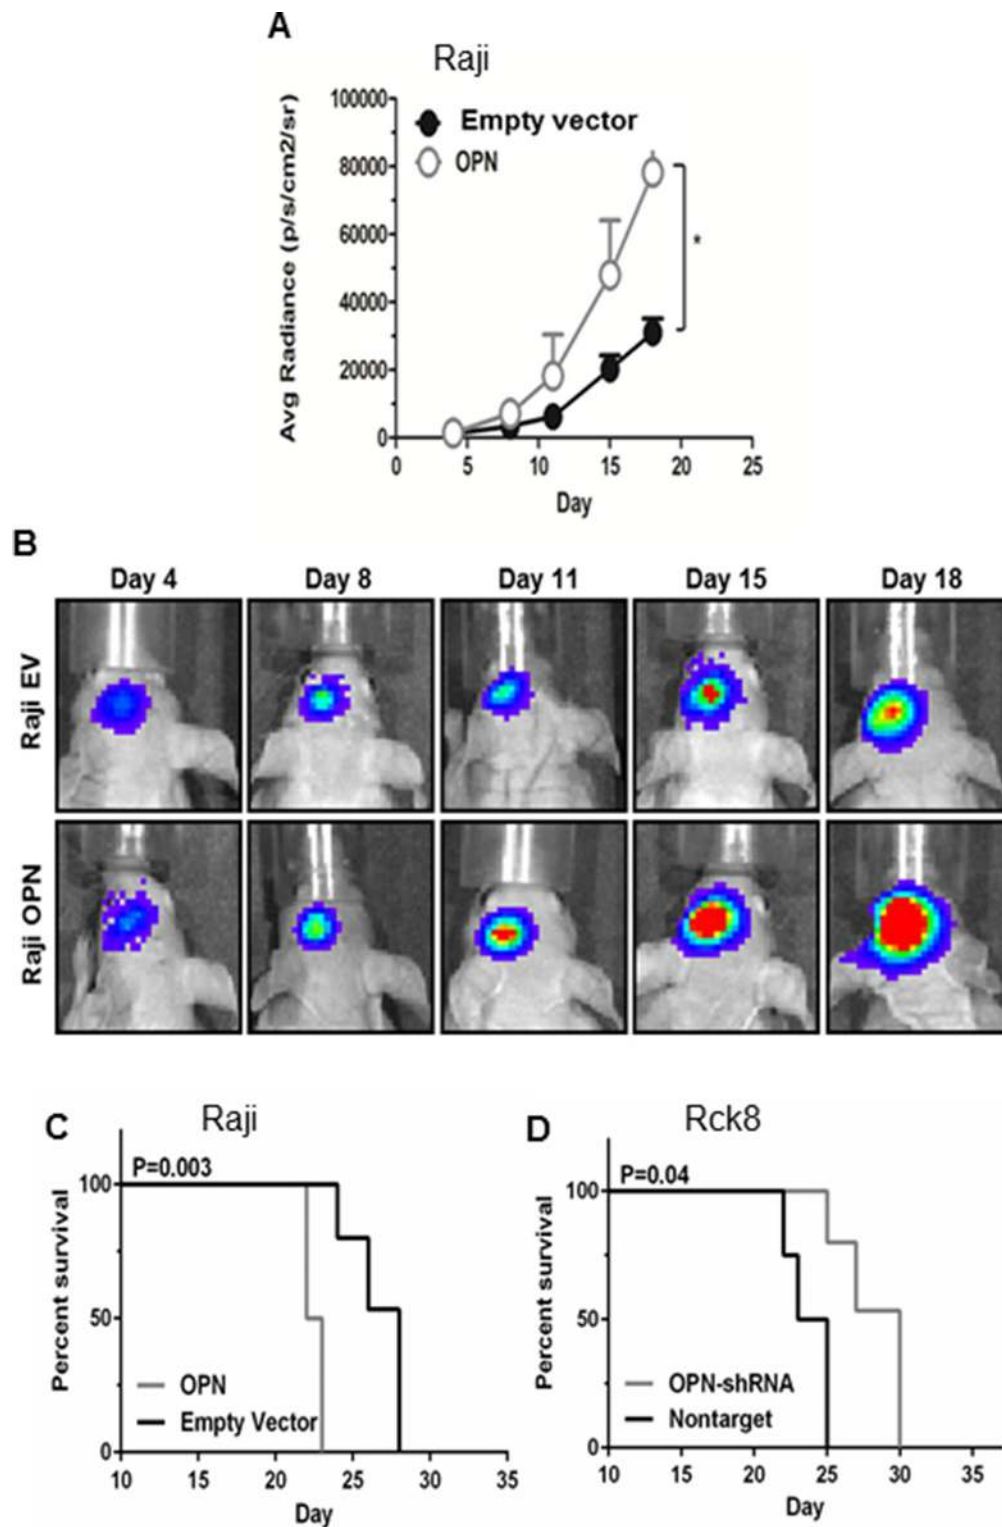 A
Raji
Avg Radiance (p/s/cm2/sr)
100000
80000
60000
40000
20000
0
Empty vector
OPN
*
0 5 10 15 20 25
Day
B
Day 4 Day 8 Day 11 Day 15 Day 18
Raji EV
Raji OPN
C
Raji
P=0.003
Percent survival
100
50
0
OPN
Empty Vector
10 15 20 25 30 35
Day
D
Rck8
P=0.04
Percent survival
100
50
0
OPN-shRNA
Nontarget
10 15 20 25 30 35
Day